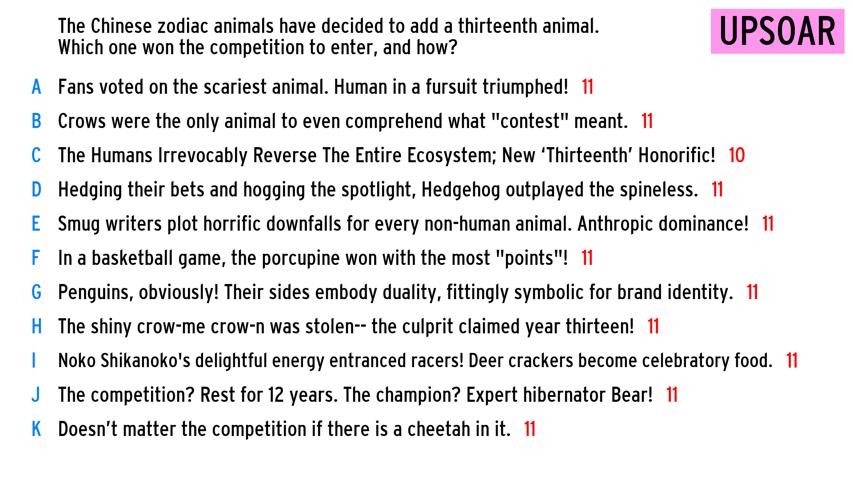 The Chinese zodiac animals have decided to add a thirteenth animal.
Which one won the competition to enter, and how?
UPSOAR
A Fans voted on the scariest animal. Human in a fursuit triumphed! 11
B Crows were the only animal to even comprehend what "contest" meant. 11
C The Humans Irrevocably Reverse The Entire Ecosystem; New ‘Thirteenth’ Honorific! 10
D Hedging their bets and hogging the spotlight, Hedgehog outplayed the spineless. 11
E Smug writers plot horrific downfalls for every non-human animal. Anthropic dominance! 11
F In a basketball game, the porcupine won with the most "points"! 11
G Penguins, obviously! Their sides embody duality, fittingly symbolic for brand identity. 11
H The shiny crow-me crow-n was stolen-- the culprit claimed year thirteen! 11
I Noko Shikanoko's delightful energy entranced racers! Deer crackers become celebratory food. 11
J The competition? Rest for 12 years. The champion? Expert hibernator Bear! 11
K Doesn’t matter the competition if there is a cheetah in it. 11